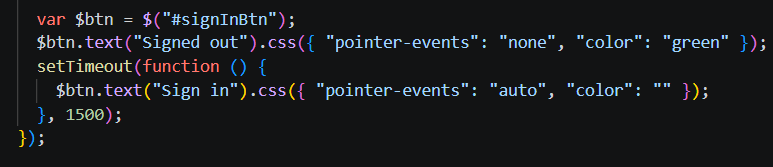 var $btn = $("#signInBtn");
$btn.text("Signed out").css({ "pointer-events": "none", "color": "green" });
setTimeout(function () {
$btn.text("Sign in").css({ "pointer-events": "auto", "color": "" });
}, 1500);
});